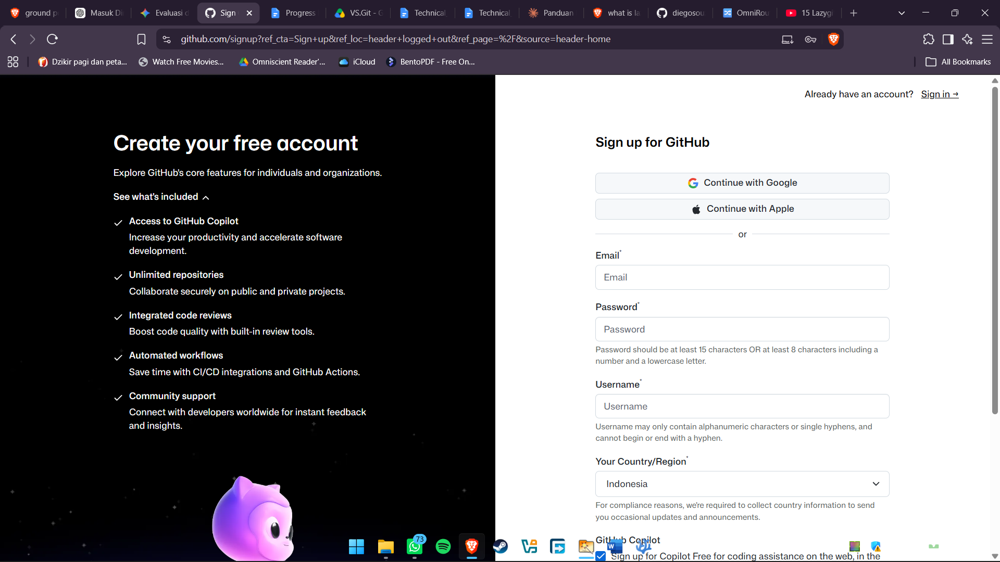 ground p
Masuk Di
Evaluasi d
Sign
Progress
VS.Git - G
Technical
Technical
Panduan
what is la
diegosou
OmniRou
15 Lazygi
github.com/signup?ref_cta=Sign+up&ref_loc=header+logged+out&ref_page=%2F&source=header-home
Dzikir pagi dan peta...
Watch Free Movies...
Omniscient Reader'...
iCloud
BentoPDF - Free On...
All Bookmarks
Already have an account? Sign in →
Create your free account
Explore GitHub's core features for individuals and organizations.
See what's included
Access to GitHub Copilot
Increase your productivity and accelerate software
development.
Unlimited repositories
Collaborate securely on public and private projects.
Integrated code reviews
Boost code quality with built-in review tools.
Automated workflows
Save time with CI/CD integrations and GitHub Actions.
Community support
Connect with developers worldwide for instant feedback
and insights.
Sign up for GitHub
Continue with Google
Continue with Apple
or
Email*
Email
Password*
Password
Password should be at least 15 characters OR at least 8 characters including a
number and a lowercase letter.
Username*
Username
Username may only contain alphanumeric characters or single hyphens, and
cannot begin or end with a hyphen.
Your Country/Region*
Indonesia
For compliance reasons, we're required to collect country information to send
you occasional updates and announcements.
GitHub Copilot
Sign up for Copilot Free for coding assistance on the web, in the
73
W